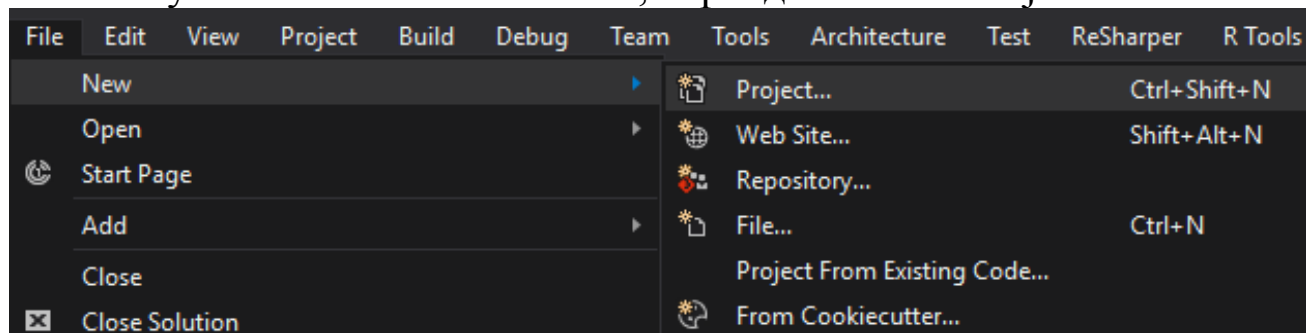 File Edit View Project Build Debug Team Tools Architecture Test ReSharper R Tools
New
Open
Start Page
Add
Close
Close Solution
Project... Ctrl+Shift+N
Web Site... Shift+Alt+N
Repository...
File... Ctrl+N
Project From Existing Code...
From Cookiecutter...